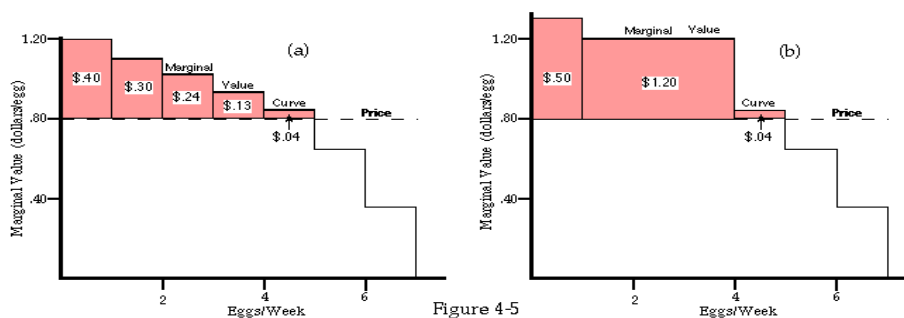 1.20
.80
.40
Marginal Value (dollars/egg)
(a)
$.40
$.30
Marginal
$.24
Value
$.13
Curve
$.04
Price
2
4
6
Eggs/Week
Figure 4-5
1.20
.80
.40
Marginal Value (dollars/egg)
(b)
$.50
Marginal Value
$1.20
Curve
$.04
Price
2
4
6
Eggs/Week